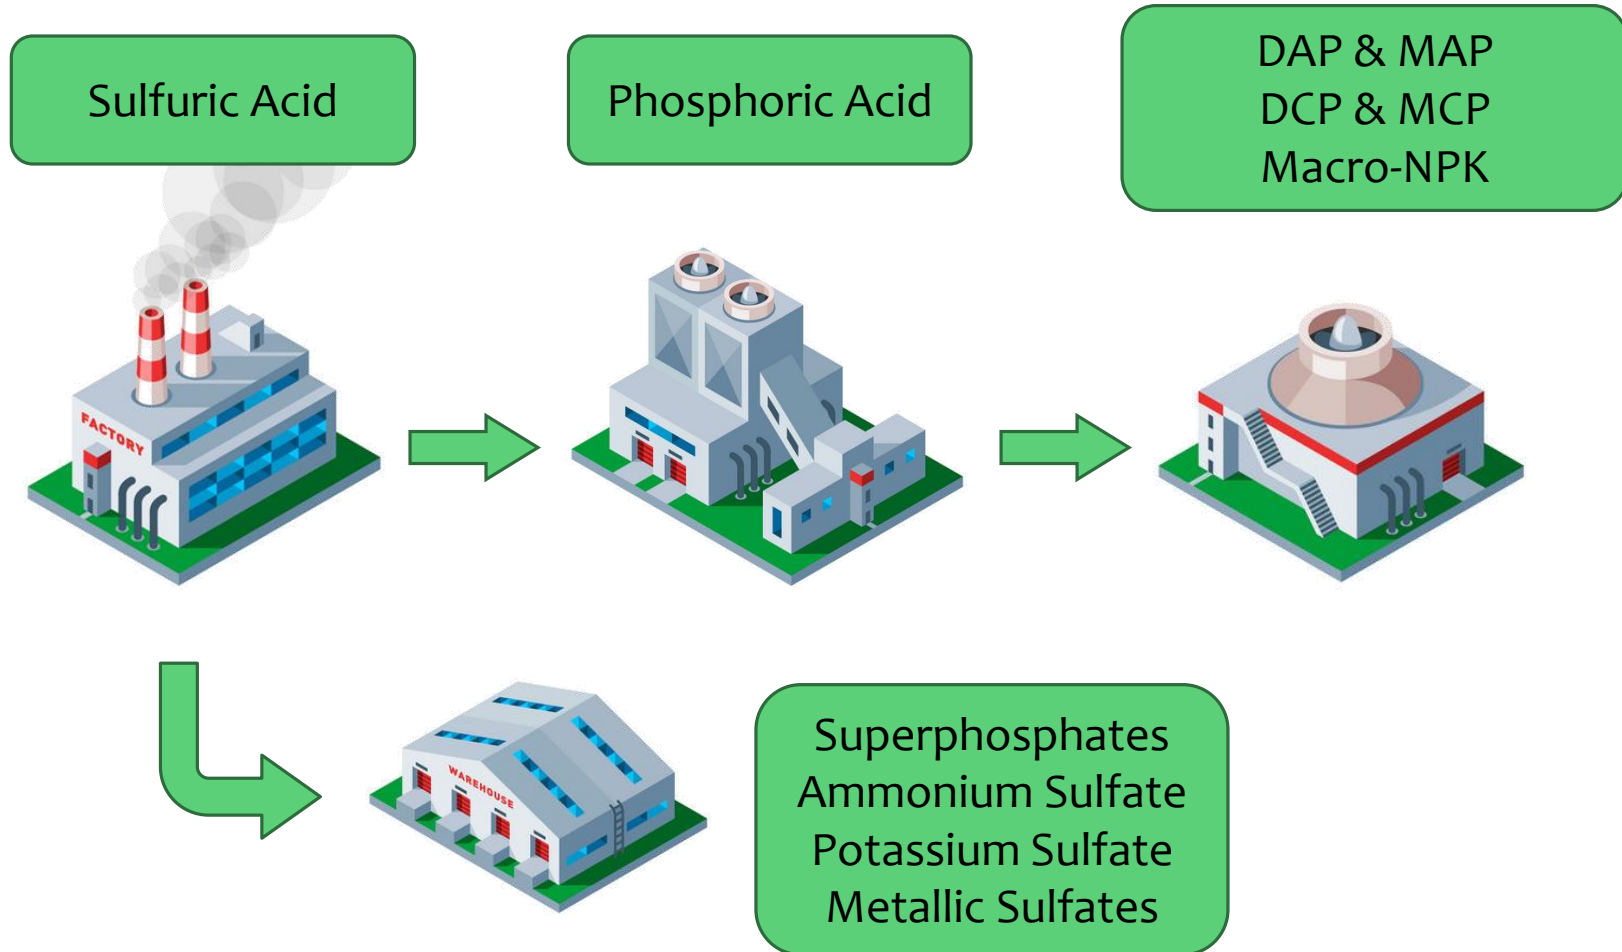 Sulfuric Acid
Phosphoric Acid
DAP & MAP
DCP & MCP
Macro-NPK
FACTORY
WAREHOUSE
Superphosphates
Ammonium Sulfate
Potassium Sulfate
Metallic Sulfates